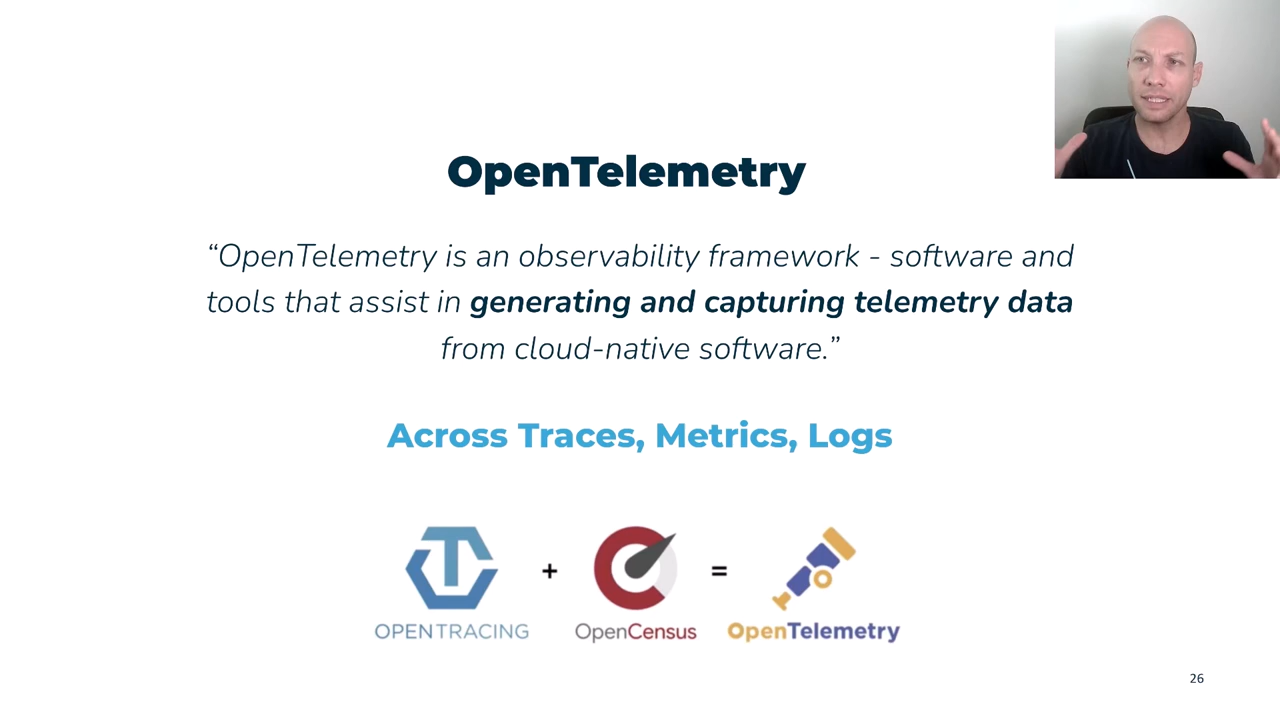 OpenTelemetry
“OpenTelemetry is an observability framework - software and
tools that assist in generating and capturing telemetry data
from cloud-native software.”
Across Traces, Metrics, Logs
+ =
OPENTRACING OpenCensus OpenTelemetry
26